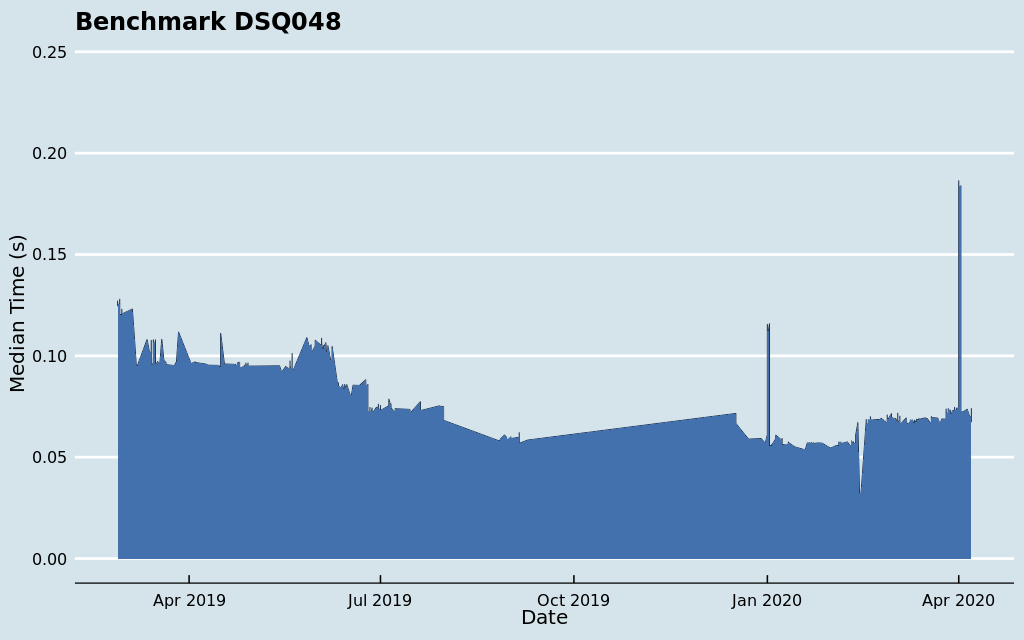 Benchmark DSQ048
0.25
0.20
0.15
0.10
0.05
0.00
Median Time (s)
Apr 2019
Jul 2019
Oct 2019
Jan 2020
Apr 2020
Date